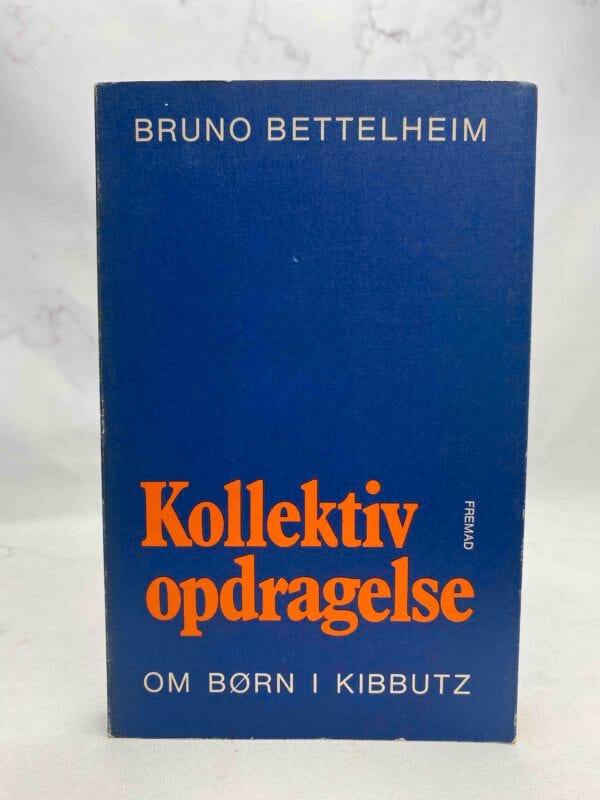 BRUNO BETTELHEIM
Kollektiv
opdragelse
FREMAD
OM BØRN I KIBBUTZ